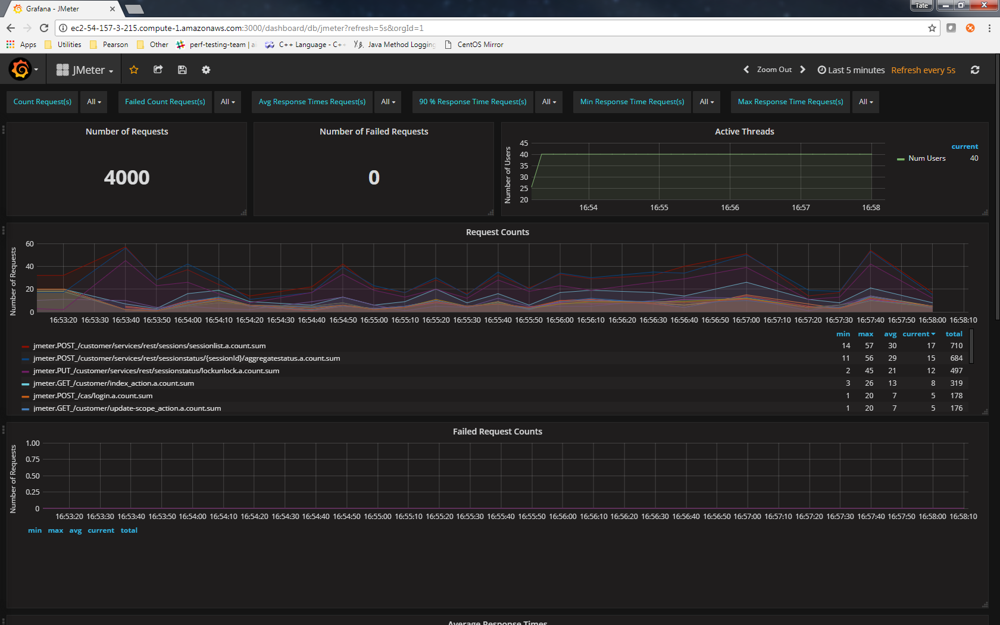 Grafana - JMeter
Tate
ec2-54-157-3-215.compute-1.amazonaws.com:3000/dashboard/db/jmeter?refresh=5s&orgId=1
Apps Utilities Pearson Other perf-testing-team | a C++ Language - C++ Java Method Logging CentOS Mirror
JMeter Zoom Out Last 5 minutes Refresh every 5s
Count Request(s) All Failed Count Request(s) All Avg Response Times Request(s) All 90 % Response Time Request(s) All Min Response Time Request(s) All Max Response Time Request(s) All
Number of Requests
4000
Number of Failed Requests
0
Active Threads
Number of Users
45
40
35
30
25
20
16:54 16:55 16:56 16:57 16:58
current
Num Users 40
Request Counts
Number of Requests
60
40
20
0
16:53:20 16:53:30 16:53:40 16:53:50 16:54:00 16:54:10 16:54:20 16:54:30 16:54:40 16:54:50 16:55:00 16:55:10 16:55:20 16:55:30 16:55:40 16:55:50 16:56:00 16:56:10 16:56:20 16:56:30 16:56:40 16:56:50 16:57:00 16:57:10 16:57:20 16:57:30 16:57:40 16:57:50 16:58:00 16:58:10
min max avg current total
jmeter.POST_/customer/services/rest/sessions/sessionlist.a.count.sum 14 57 30 17 710
jmeter.POST_/customer/services/rest/sessionstatus/{sessionId}/aggregatestatus.a.count.sum 11 56 29 15 684
jmeter.PUT_/customer/services/rest/sessionstatus/lockunlock.a.count.sum 2 45 21 12 497
jmeter.GET_/customer/index_action.a.count.sum 3 26 13 8 319
jmeter.POST_/cas/login.a.count.sum 1 20 7 5 178
jmeter.GET_/customer/update-scope_action.a.count.sum 1 20 7 5 176
Failed Request Counts
Number of Requests
1.00
0.75
0.50
0.25
0
16:53:20 16:53:30 16:53:40 16:53:50 16:54:00 16:54:10 16:54:20 16:54:30 16:54:40 16:54:50 16:55:00 16:55:10 16:55:20 16:55:30 16:55:40 16:55:50 16:56:00 16:56:10 16:56:20 16:56:30 16:56:40 16:56:50 16:57:00 16:57:10 16:57:20 16:57:30 16:57:40 16:57:50 16:58:00 16:58:10
min max avg current total
Average Response Times